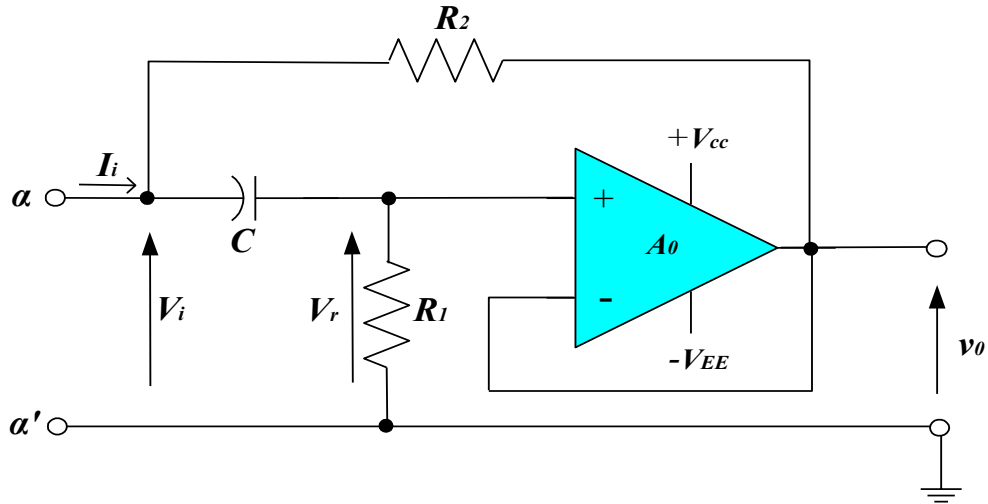 R2
+Vcc
Ii
α
+
C
A0
Vi
Vr
R1
-
v0
-VEE
α'